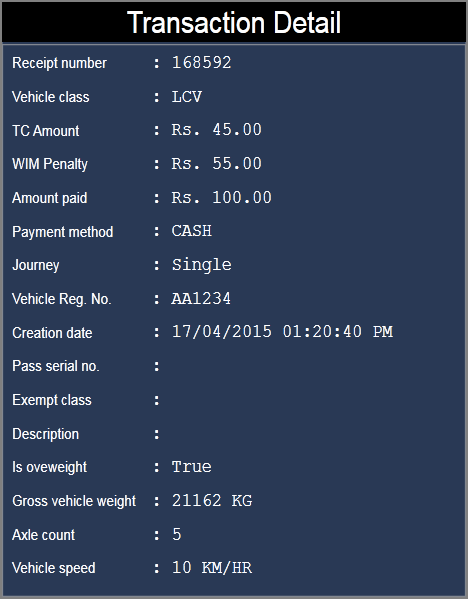 Transaction Detail
Receipt number : 168592
Vehicle class : LCV
TC Amount : Rs. 45.00
WIM Penalty : Rs. 55.00
Amount paid : Rs. 100.00
Payment method : CASH
Journey : Single
Vehicle Reg. No. : AA1234
Creation date : 17/04/2015 01:20:40 PM
Pass serial no. :
Exempt class :
Description :
Is oveweight : True
Gross vehicle weight : 21162 KG
Axle count : 5
Vehicle speed : 10 KM/HR